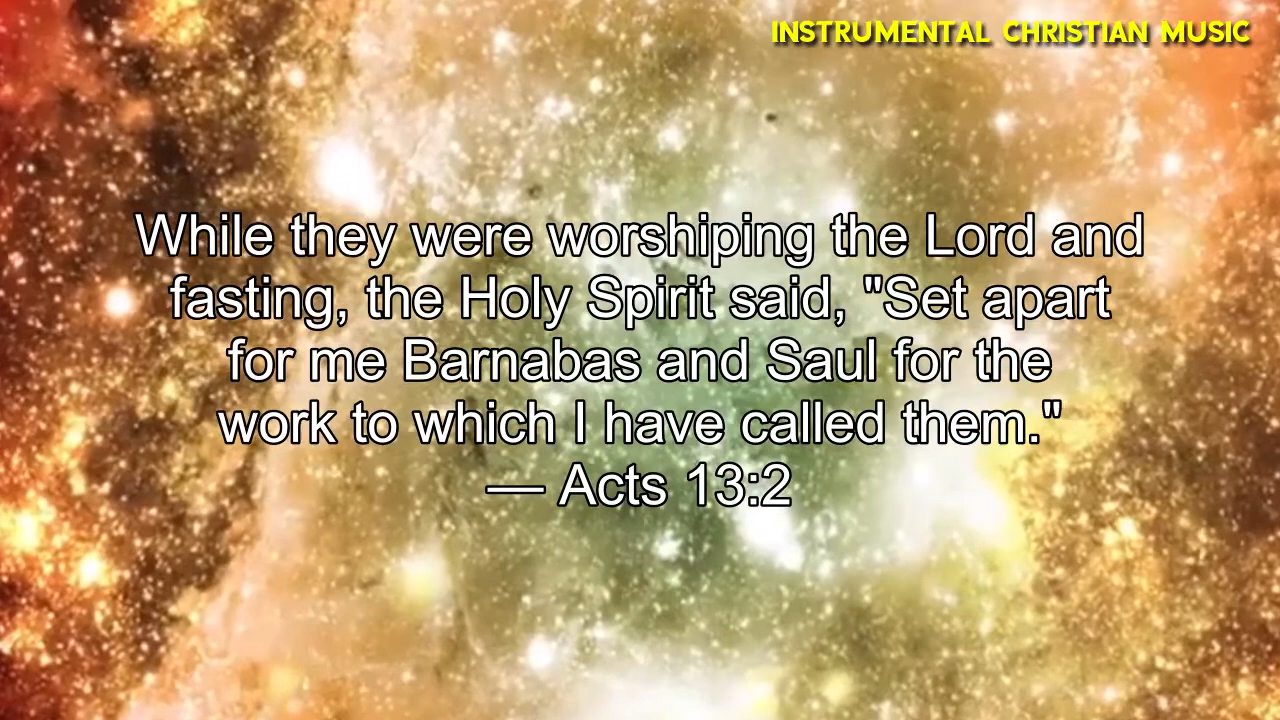 INSTRUMENTAL CHRISTIAN MUSIC
While they were worshiping the Lord and
fasting, the Holy Spirit said, "Set apart
for me Barnabas and Saul for the
work to which I have called them."
— Acts 13:2